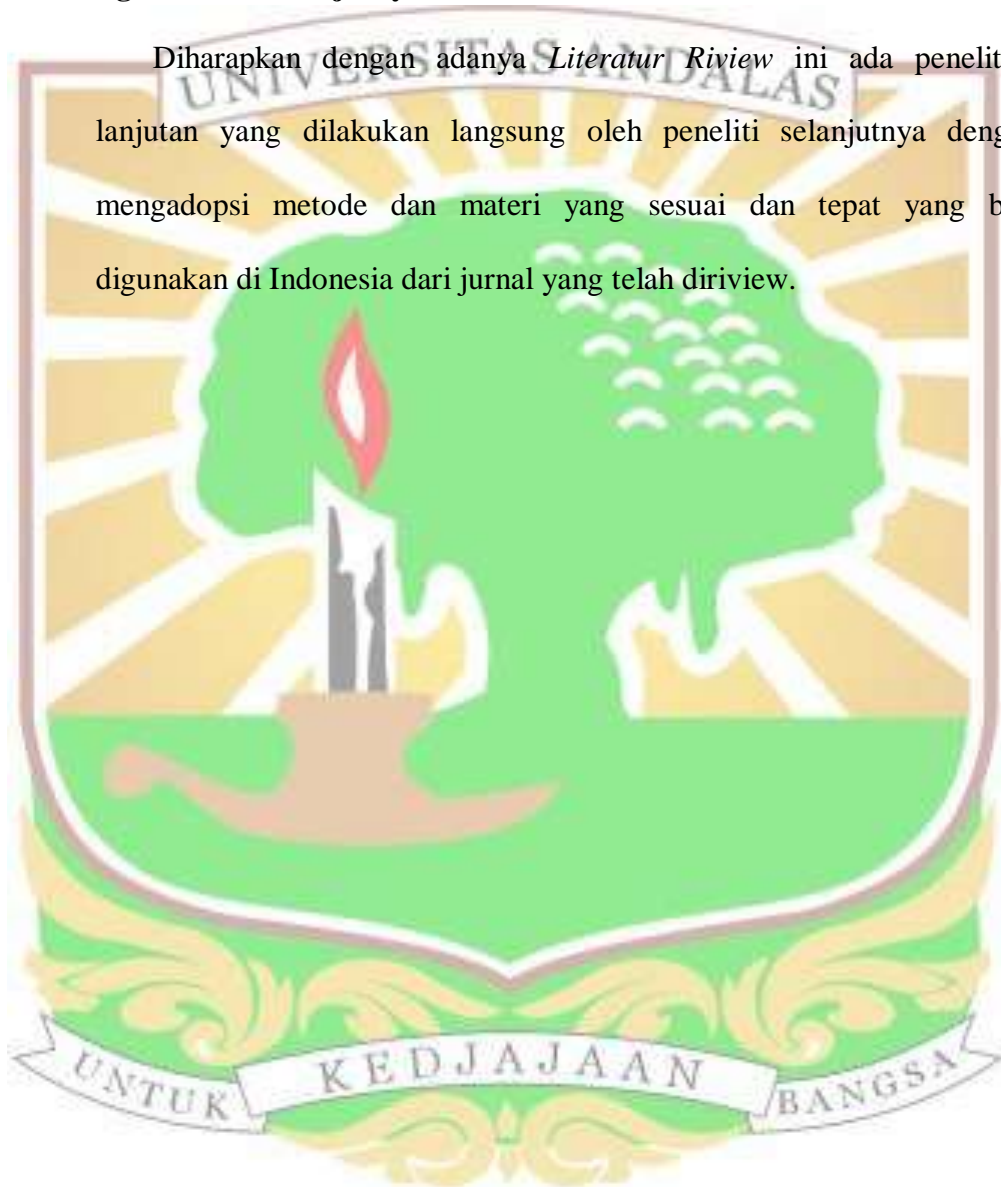 UNIVERSITAS ANDALAS
Diharapkan dengan adanya Literatur Riview ini ada penelit
lanjutan yang dilakukan langsung oleh peneliti selanjutnya deng
mengadopsi metode dan materi yang sesuai dan tepat yang b
digunakan di Indonesia dari jurnal yang telah diriview.
UNTUK KEDJAJAAN BANGSA